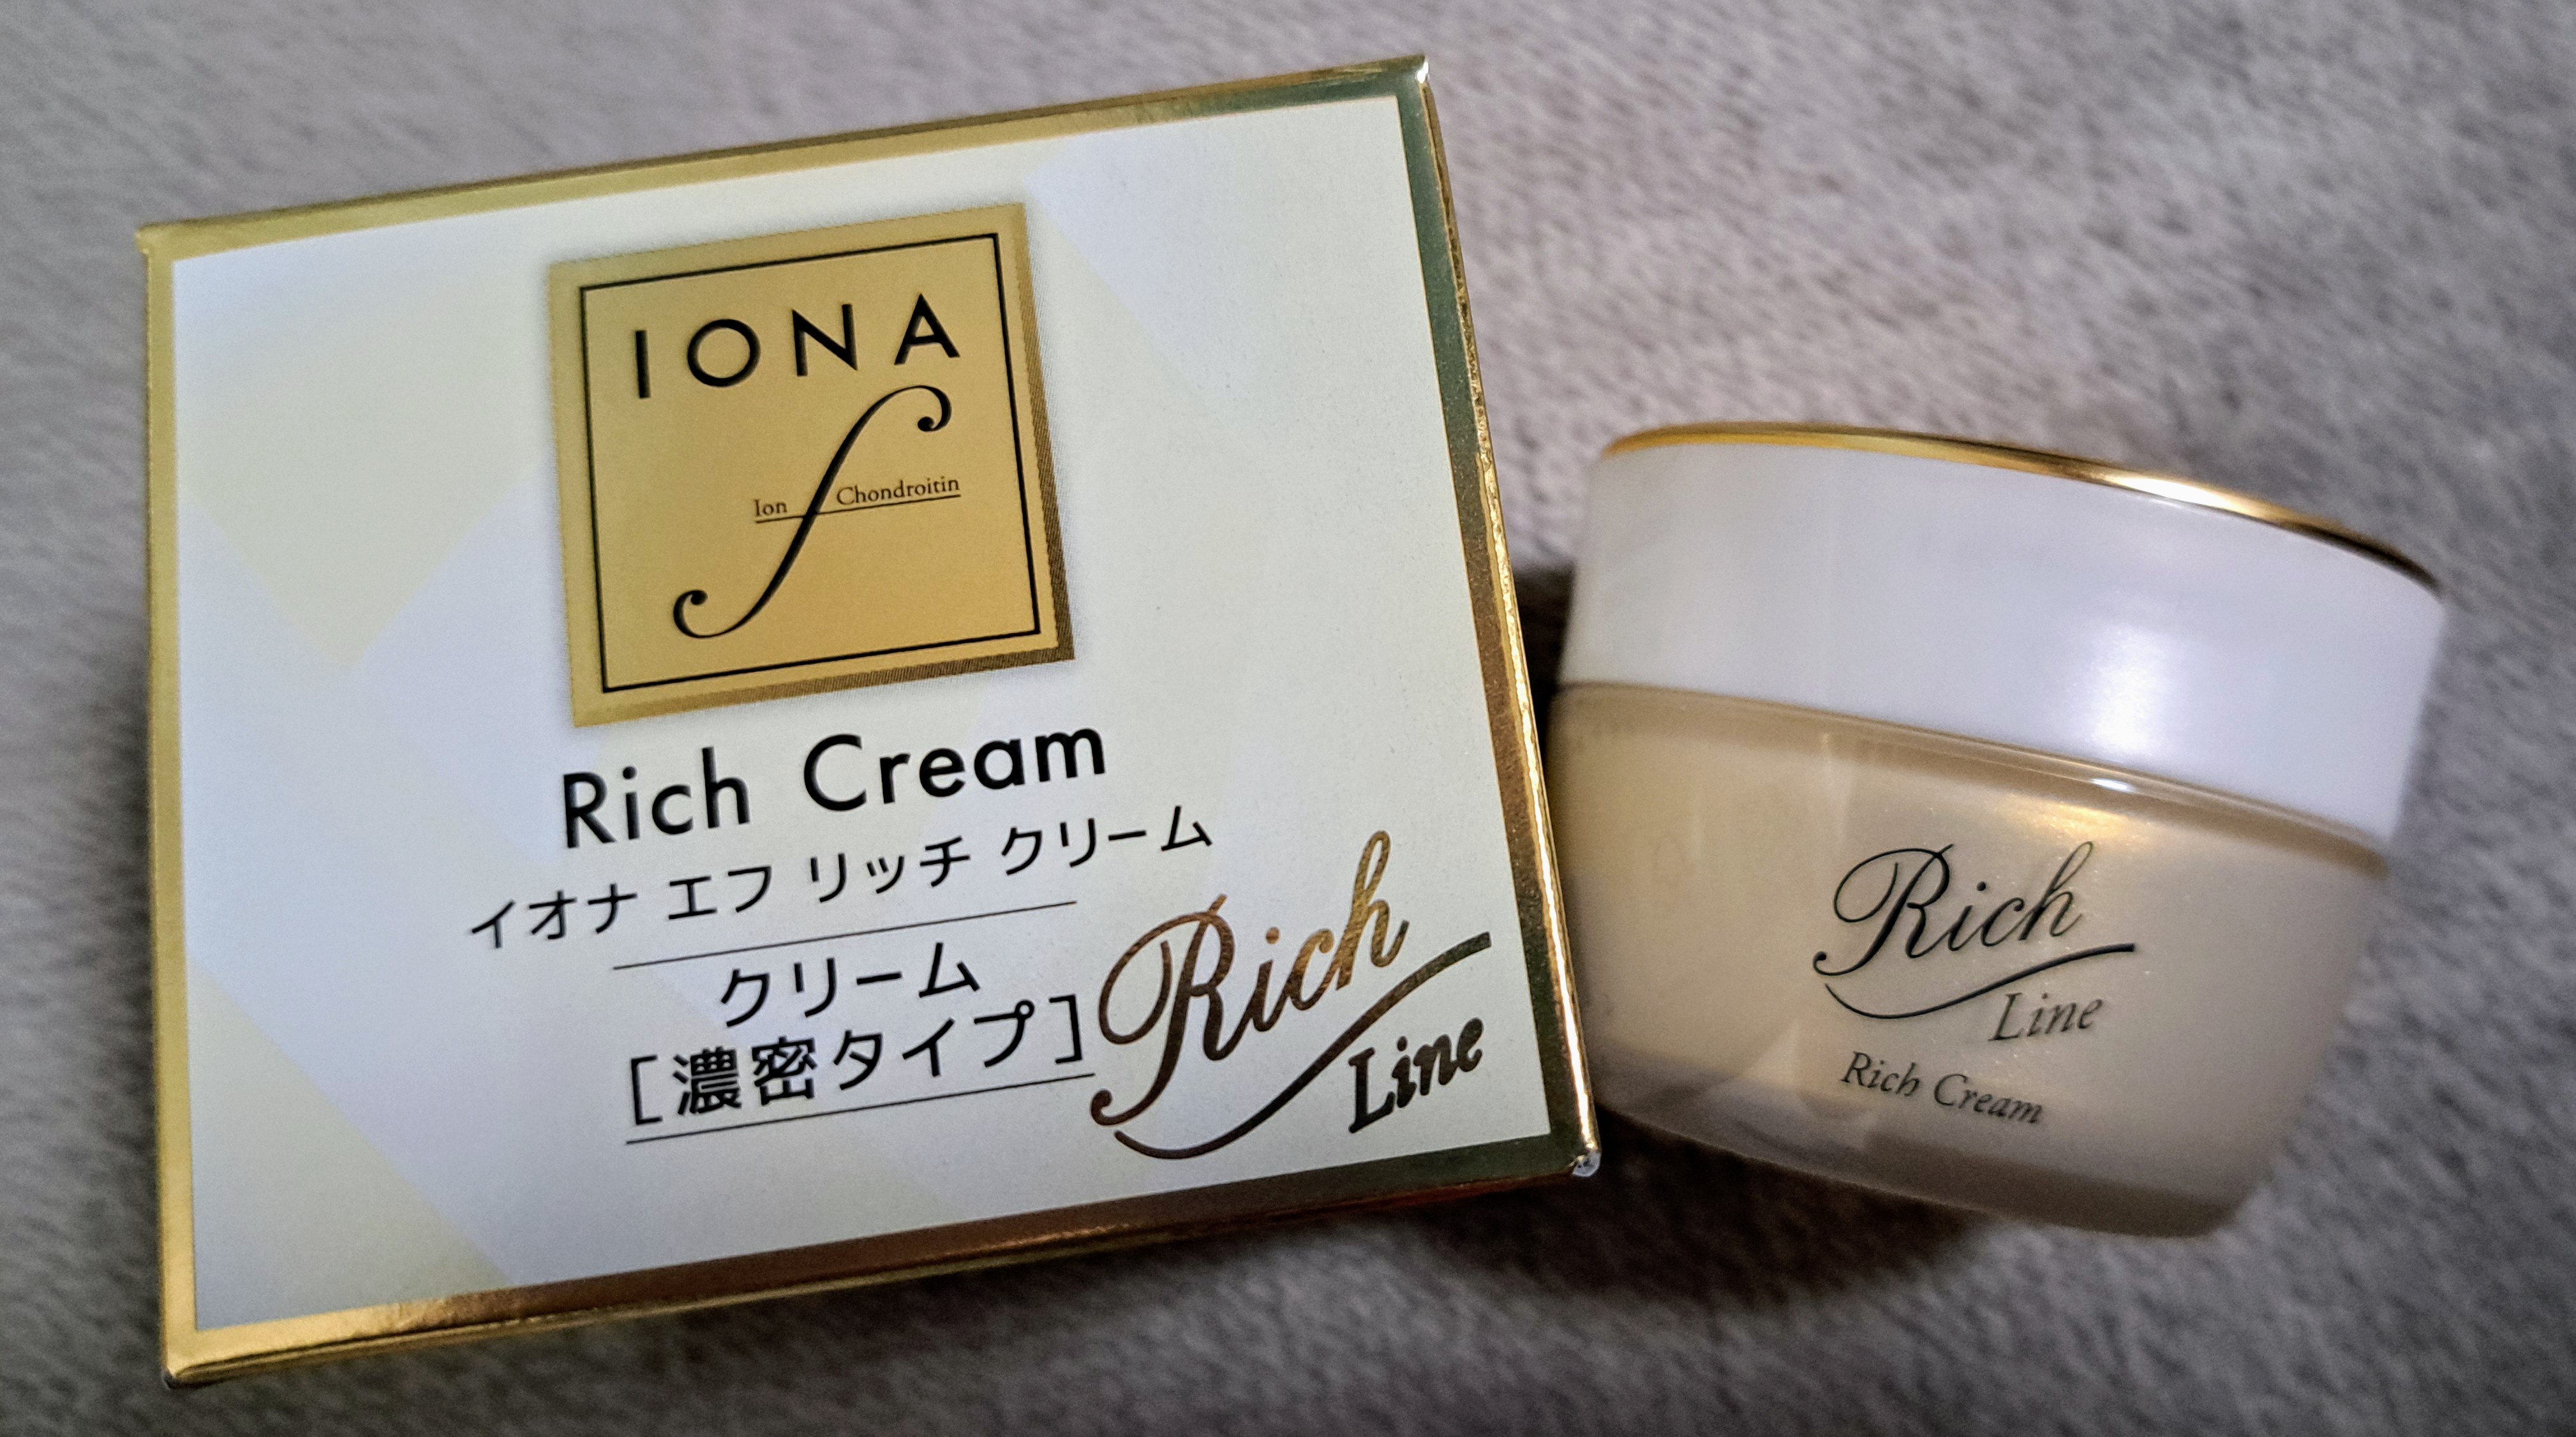 IONA
f
Ion Chondroitin
Rich Cream
イオナ エフ リッチ クリーム
クリーム
[濃密タイプ]
Rich
Line
Rich
Line
Rich Cream